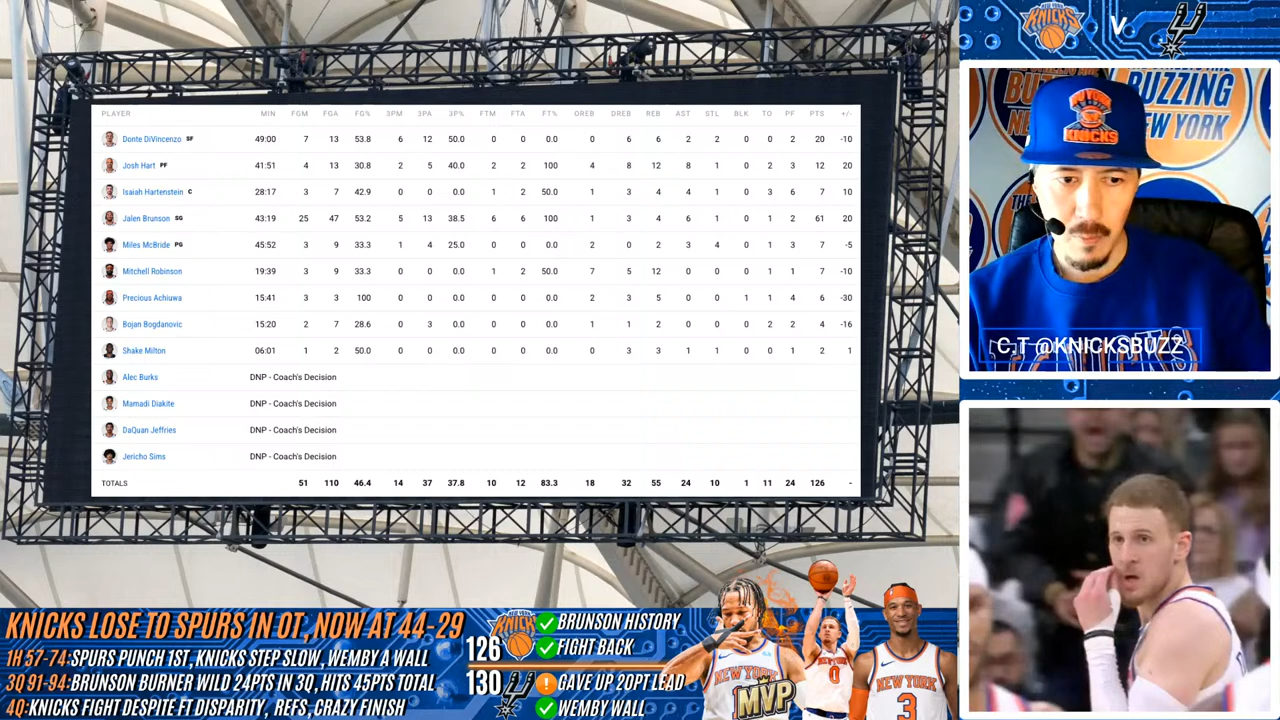 PLAYER MIN FGM FGA FG% 3PM 3PA 3P% FTM FTA FT% OREB DREB REB AST STL BLK TO PF PTS +/-
Donte DiVincenzo SF 49:00 7 13 53.8 6 12 50.0 0 0 0.0 0 6 6 2 2 0 0 2 20 -10
Josh Hart PF 41:51 4 13 30.8 2 5 40.0 2 2 100 4 8 12 8 1 0 2 3 12 20
Isaiah Hartenstein C 28:17 3 7 42.9 0 0 0.0 1 2 50.0 1 3 4 4 1 0 3 6 7 10
Jalen Brunson SG 43:19 25 47 53.2 5 13 38.5 6 6 100 1 3 4 6 1 0 1 2 61 20
Miles McBride PG 45:52 3 9 33.3 1 4 25.0 0 0 0.0 2 0 2 3 4 0 1 3 7 -5
Mitchell Robinson 19:39 3 9 33.3 0 0 0.0 1 2 50.0 7 5 12 0 0 0 1 1 7 -10
Precious Achiuwa 15:41 3 3 100 0 0 0.0 0 0 0.0 2 3 5 0 0 1 1 4 6 -30
Bojan Bogdanovic 15:20 2 7 28.6 0 3 0.0 0 0 0.0 1 1 2 0 0 0 2 2 4 -16
Shake Milton 06:01 1 2 50.0 0 0 0.0 0 0 0.0 0 3 3 1 1 0 0 1 2 1
Alec Burks DNP - Coach's Decision
Mamadi Diakite DNP - Coach's Decision
DaQuan Jeffries DNP - Coach's Decision
Jericho Sims DNP - Coach's Decision
TOTALS 51 110 46.4 14 37 37.8 10 12 83.3 18 32 55 24 10 1 11 24 126 -
KNICKS V
BUZZING
NEW YORK
NEW YORK
KNICKS
C.T @KNICKSBUZZ
KNICKS LOSE TO SPURS IN OT, NOW AT 44-29
1H 57-74: SPURS PUNCH 1ST, KNICKS STEP SLOW, WEMBY A WALL
3Q 91-94: BRUNSON BURNER WILD 24PTS IN 3Q, HITS 45PTS TOTAL
4Q: KNICKS FIGHT DESPITE FT DISPARITY, REFS, CRAZY FINISH
126
130
BRUNSON HISTORY
FIGHT BACK
GAVE UP 20PT LEAD
WEMBY WALL
NEW YORK
MVP
NEW YORK
0
NEW YORK
3